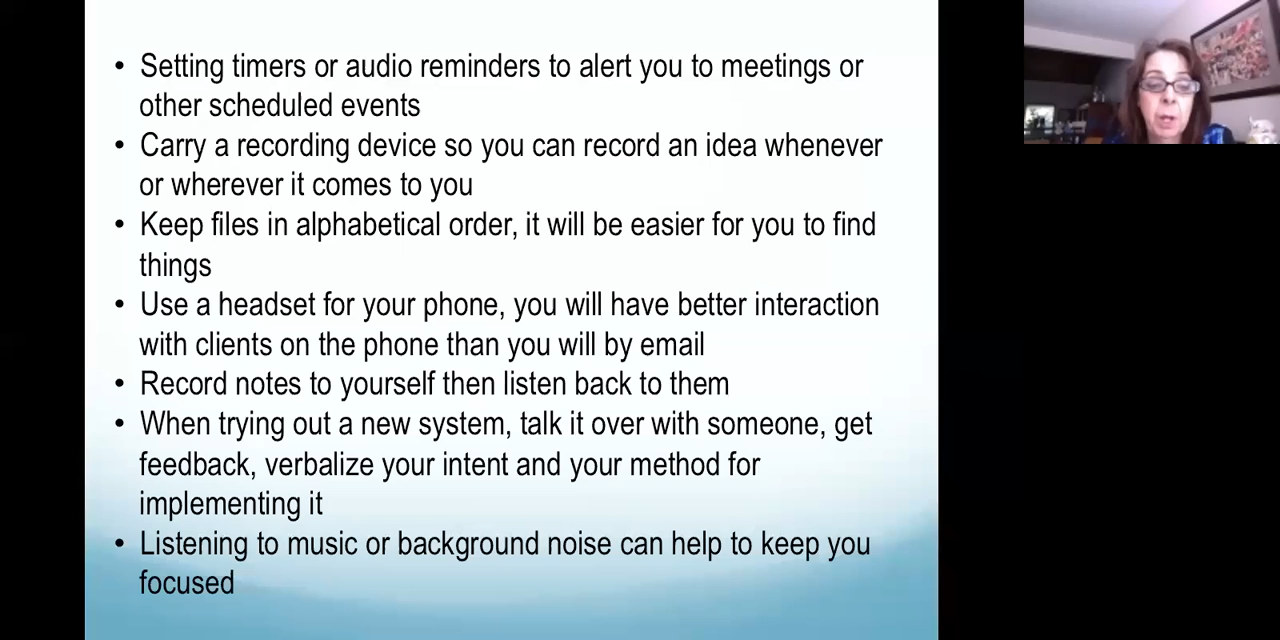 • Setting timers or audio reminders to alert you to meetings or
other scheduled events
• Carry a recording device so you can record an idea whenever
or wherever it comes to you
• Keep files in alphabetical order, it will be easier for you to find
things
• Use a headset for your phone, you will have better interaction
with clients on the phone than you will by email
• Record notes to yourself then listen back to them
• When trying out a new system, talk it over with someone, get
feedback, verbalize your intent and your method for
implementing it
• Listening to music or background noise can help to keep you
focused